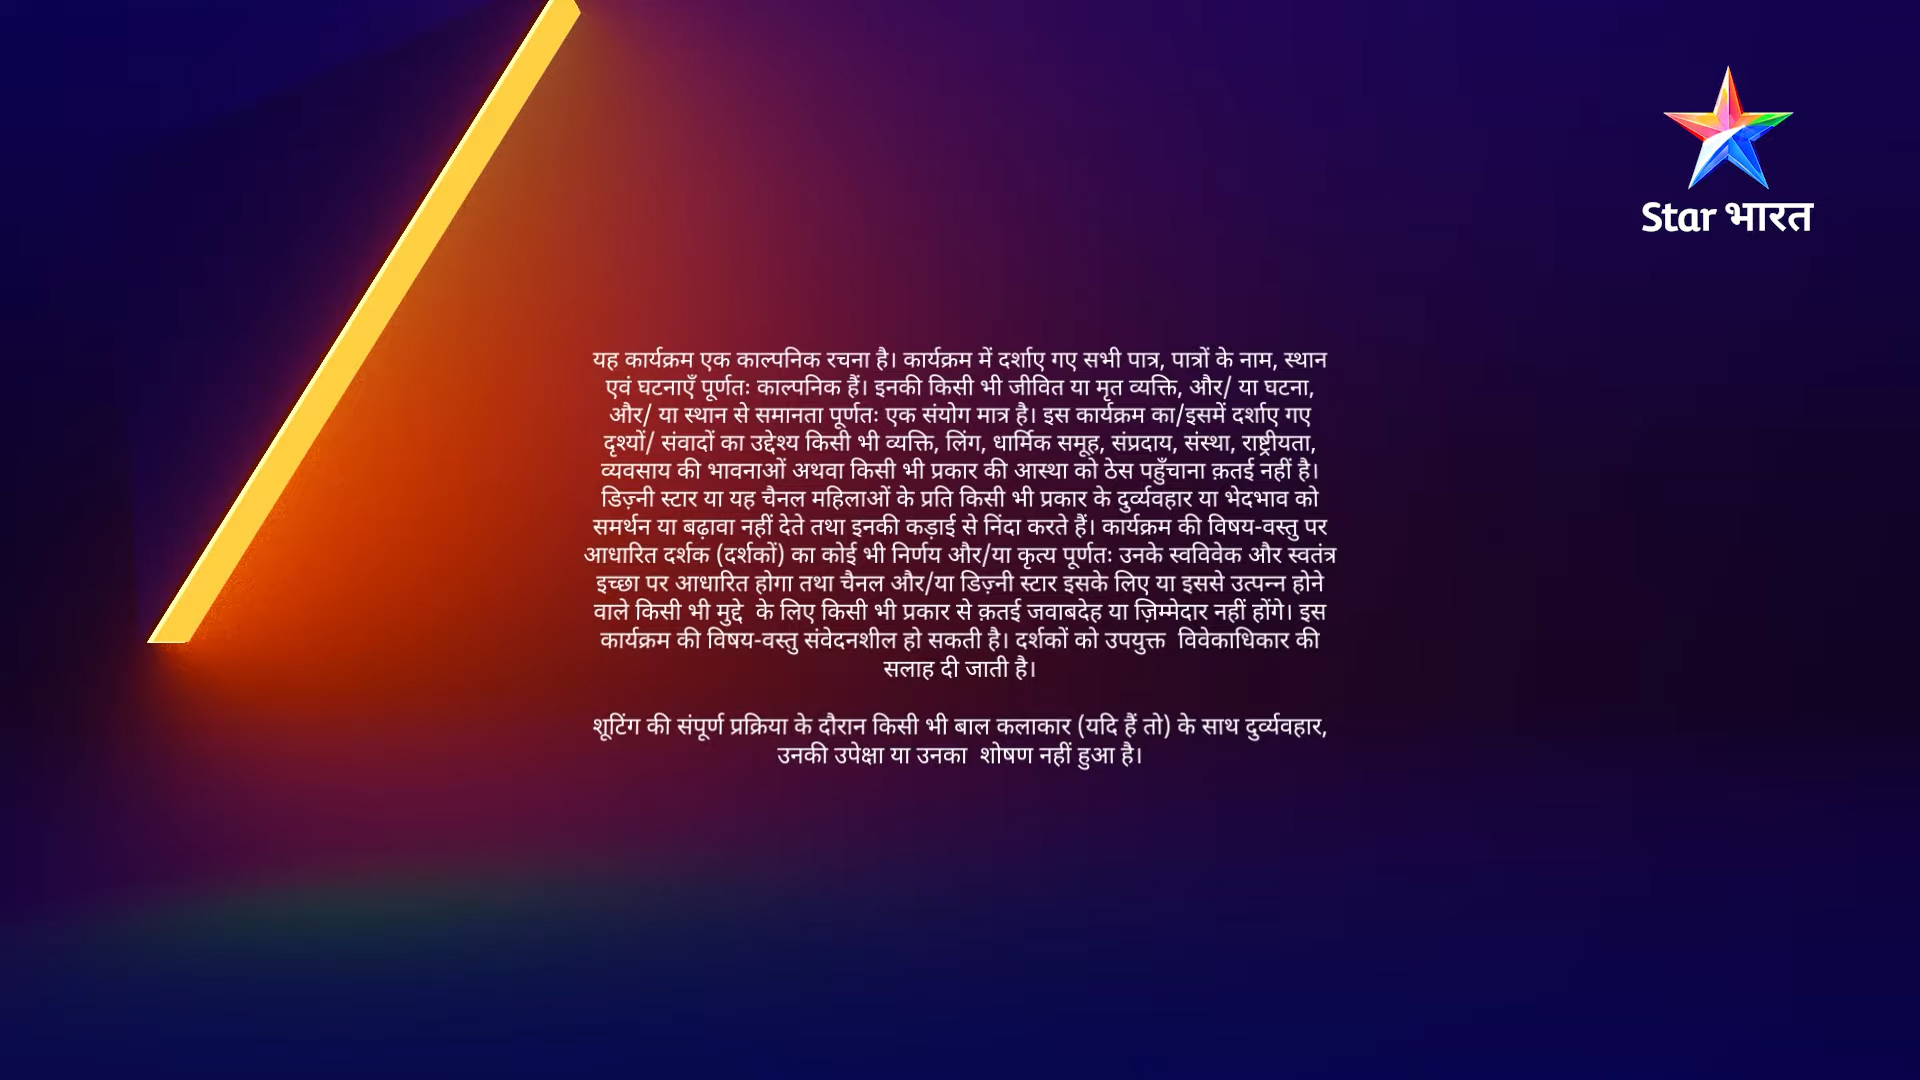 Star भारत
यह कार्यक्रम एक काल्पनिक रचना है। कार्यक्रम में दर्शाए गए सभी पात्र, पात्रों के नाम, स्थान
एवं घटनाएँ पूर्णतः काल्पनिक हैं। इनकी किसी भी जीवित या मृत व्यक्ति, और/ या घटना,
और/ या स्थान से समानता पूर्णतः एक संयोग मात्र है। इस कार्यक्रम का/इसमें दर्शाए गए
दृश्यों/ संवादों का उद्देश्य किसी भी व्यक्ति, लिंग, धार्मिक समूह, संप्रदाय, संस्था, राष्ट्रीयता,
व्यवसाय की भावनाओं अथवा किसी भी प्रकार की आस्था को ठेस पहुँचाना क़तई नहीं है।
डिज़्नी स्टार या यह चैनल महिलाओं के प्रति किसी भी प्रकार के दुर्व्यवहार या भेदभाव को
समर्थन या बढ़ावा नहीं देते तथा इनकी कड़ाई से निंदा करते हैं। कार्यक्रम की विषय-वस्तु पर
आधारित दर्शक (दर्शकों) का कोई भी निर्णय और/या कृत्य पूर्णतः उनके स्वविवेक और स्वतंत्र
इच्छा पर आधारित होगा तथा चैनल और/या डिज़्नी स्टार इसके लिए या इससे उत्पन्न होने
वाले किसी भी मुद्दे  के लिए किसी भी प्रकार से क़तई जवाबदेह या ज़िम्मेदार नहीं होंगे। इस
कार्यक्रम की विषय-वस्तु संवेदनशील हो सकती है। दर्शकों को उपयुक्त  विवेकाधिकार की
सलाह दी जाती है।
शूटिंग की संपूर्ण प्रक्रिया के दौरान किसी भी बाल कलाकार (यदि हैं तो) के साथ दुर्व्यवहार,
उनकी उपेक्षा या उनका  शोषण नहीं हुआ है।